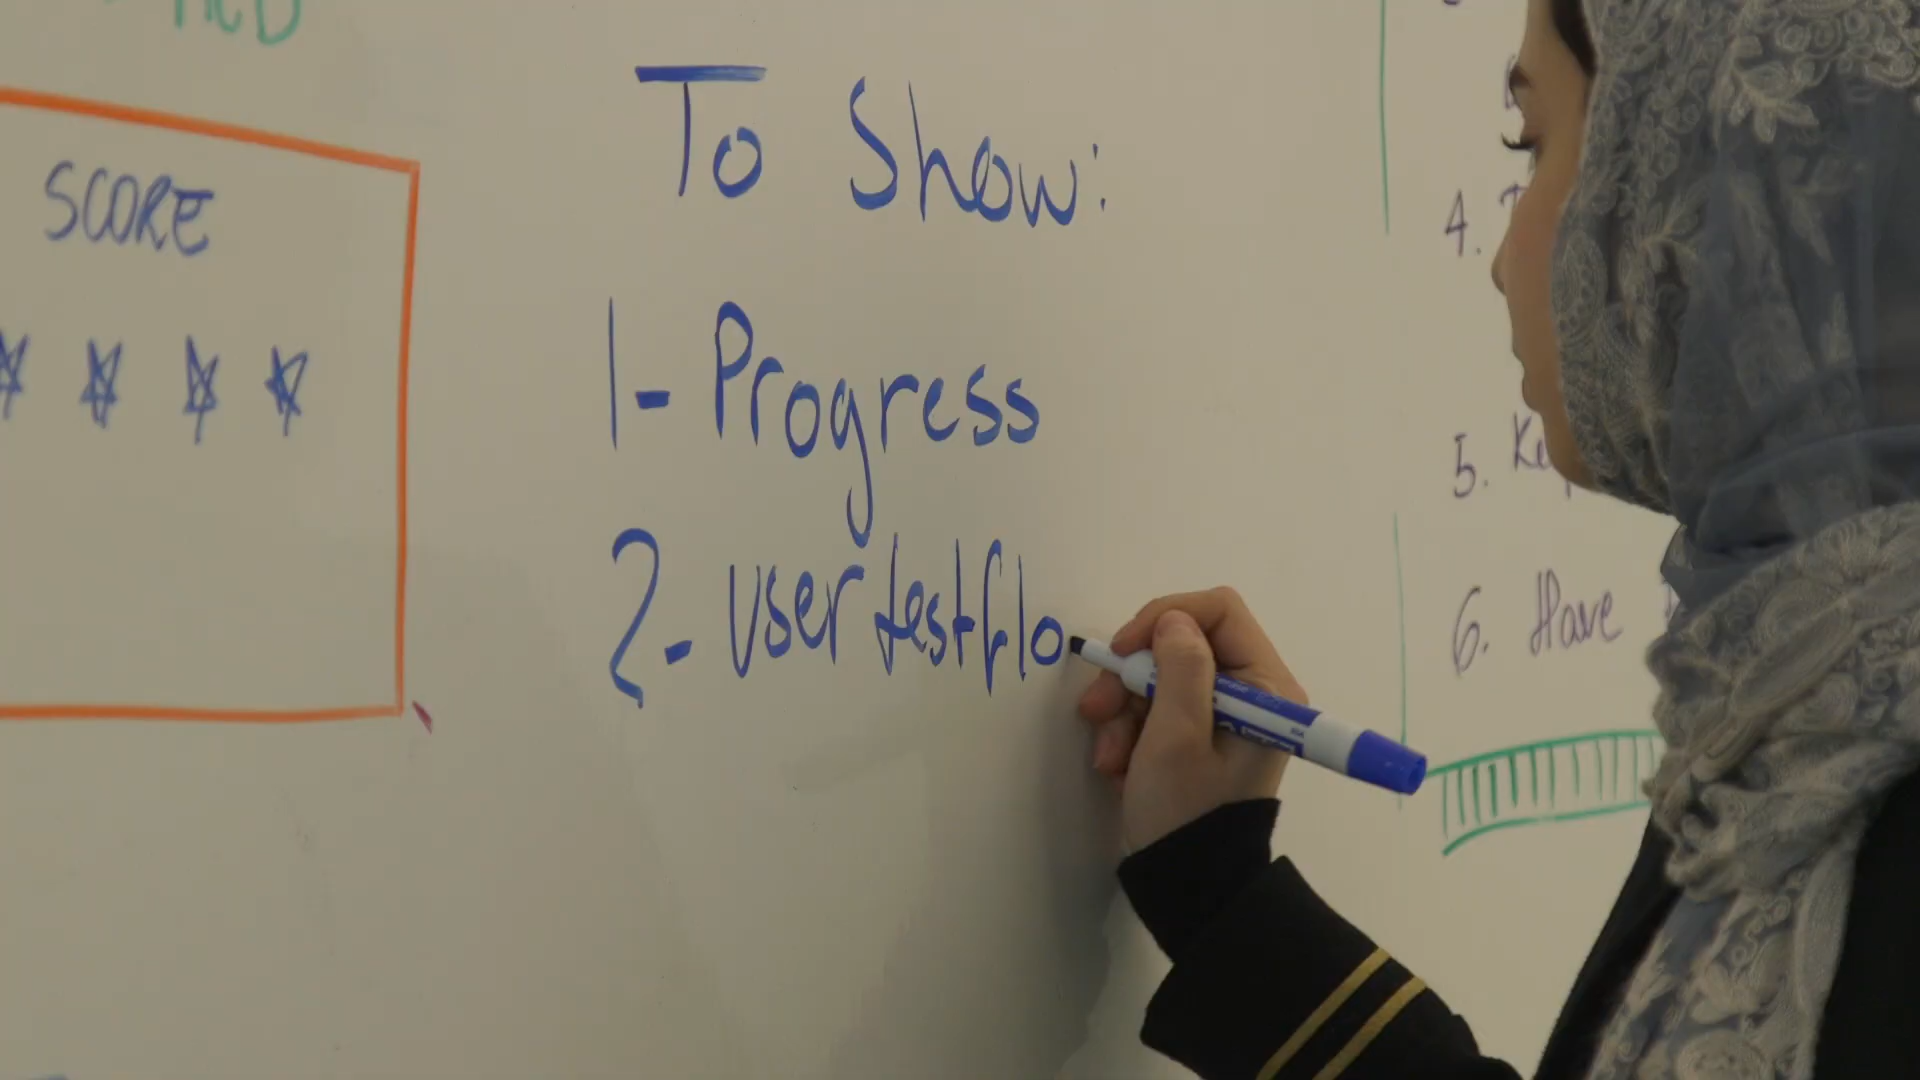 SCORE
To Show:
1- Progress
2- user testflo
4.
5.
6. Have